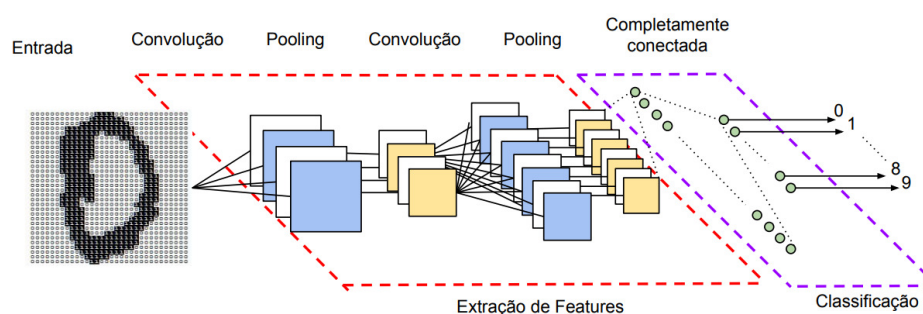 Entrada
Convolução
Pooling
Convolução
Pooling
Completamente
conectada
0
1
8
9
Extração de Features
Classificação